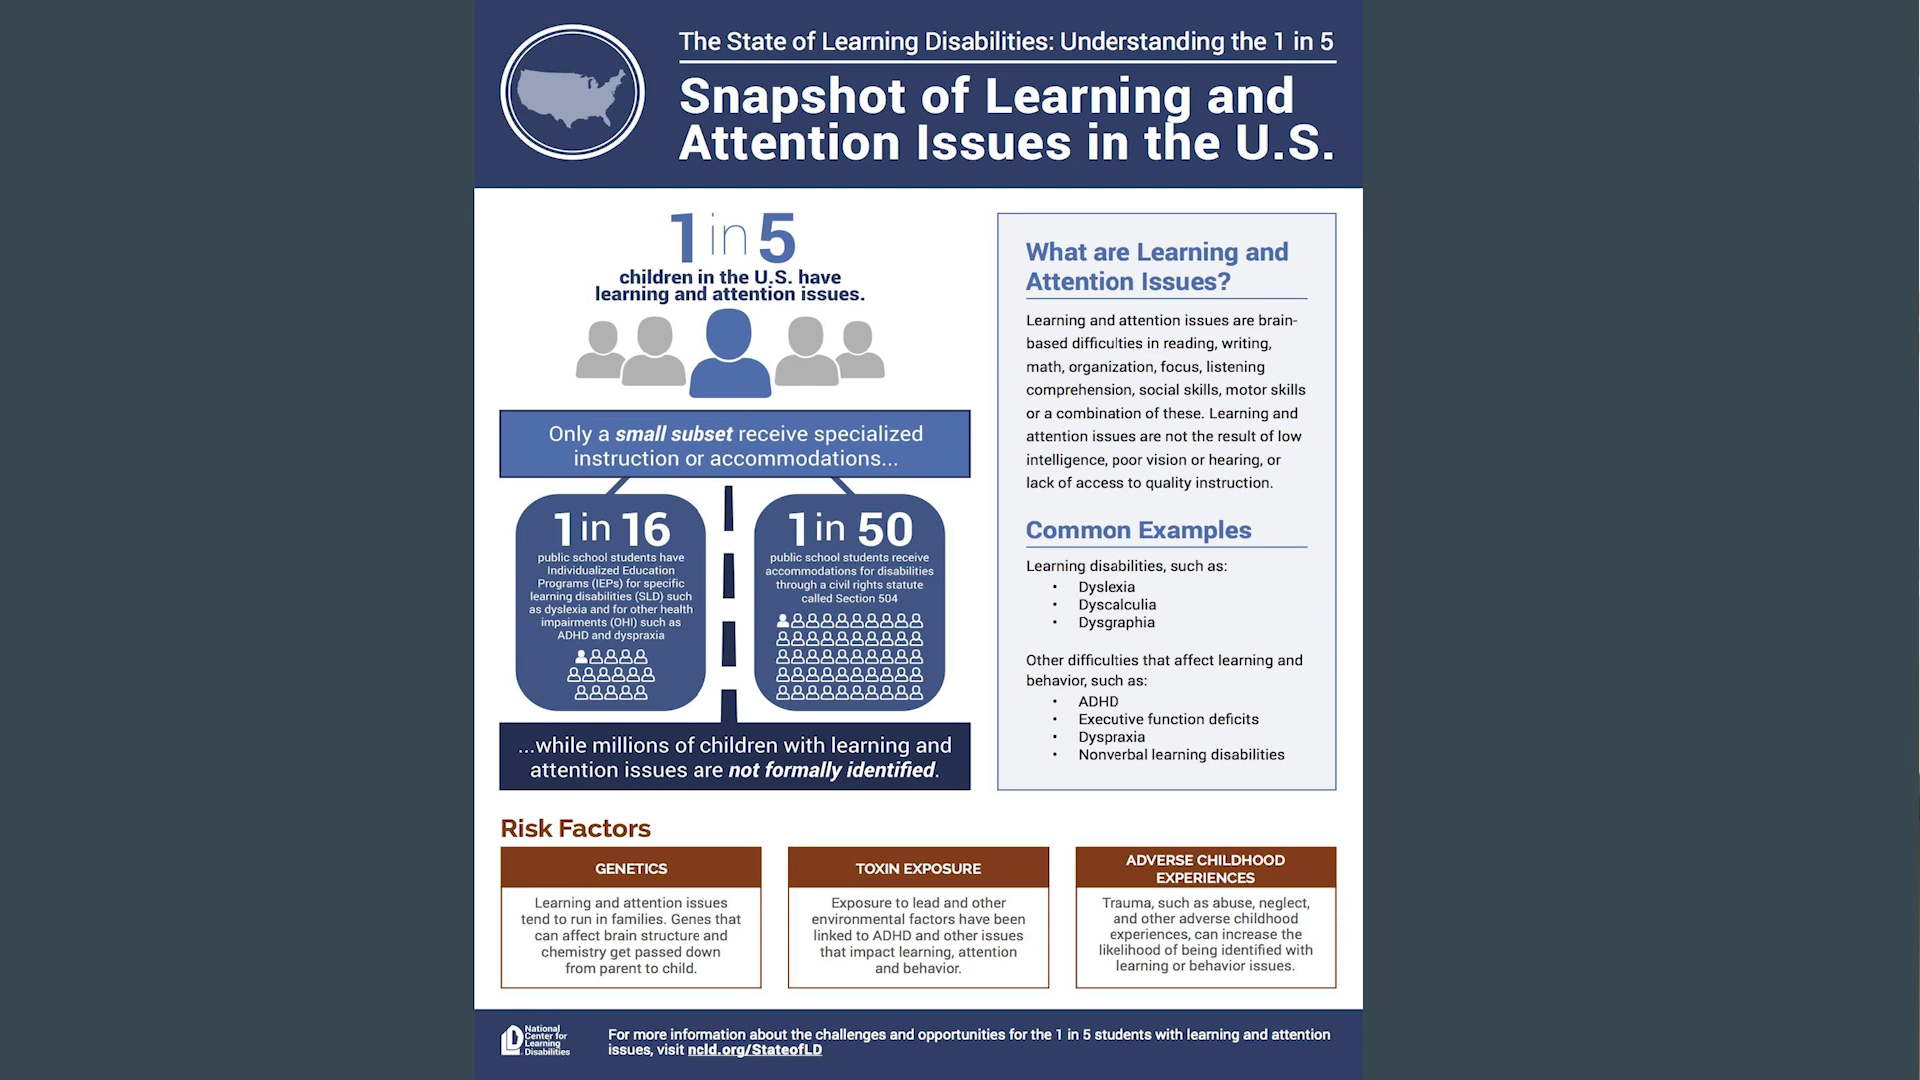 The State of Learning Disabilities: Understanding the 1 in 5
Snapshot of Learning and
Attention Issues in the U.S.
1 in 5
children in the U.S. have
learning and attention issues.
Only a small subset receive specialized
instruction or accommodations...
1 in 16
public school students have
Individualized Education
Programs (IEPs) for specific
learning disabilities (SLD) such
as dyslexia and for other health
impairments (OHI) such as
ADHD and dyspraxia
1 in 50
public school students receive
accommodations for disabilities
through a civil rights statute
called Section 504
...while millions of children with learning and
attention issues are not formally identified.
What are Learning and
Attention Issues?
Learning and attention issues are brain-
based difficulties in reading, writing,
math, organization, focus, listening
comprehension, social skills, motor skills
or a combination of these. Learning and
attention issues are not the result of low
intelligence, poor vision or hearing, or
lack of access to quality instruction.
Common Examples
Learning disabilities, such as:
• Dyslexia
• Dyscalculia
• Dysgraphia
Other difficulties that affect learning and
behavior, such as:
• ADHD
• Executive function deficits
• Dyspraxia
• Nonverbal learning disabilities
Risk Factors
GENETICS
Learning and attention issues
tend to run in families. Genes that
can affect brain structure and
chemistry get passed down
from parent to child.
TOXIN EXPOSURE
Exposure to lead and other
environmental factors have been
linked to ADHD and other issues
that impact learning, attention
and behavior.
ADVERSE CHILDHOOD
EXPERIENCES
Trauma, such as abuse, neglect,
and other adverse childhood
experiences, can increase the
likelihood of being identified with
learning or behavior issues.
National
Center for
Learning
Disabilities
For more information about the challenges and opportunities for the 1 in 5 students with learning and attention
issues, visit ncld.org/StateofLD